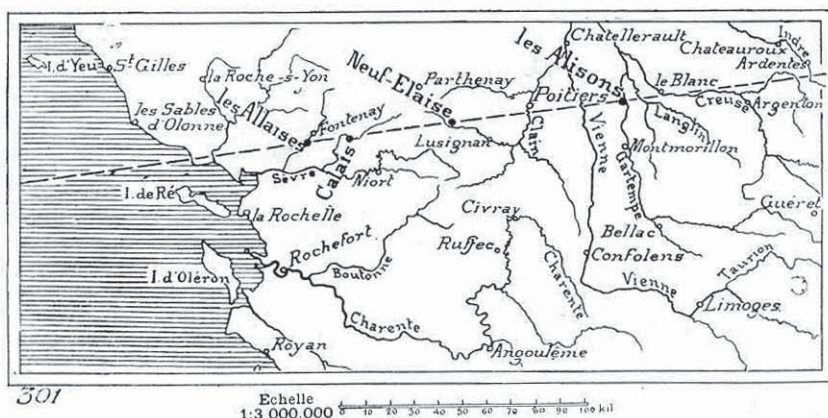 I. d'Yeu
St Gilles
la Roche-s-Yon
les Sables
d'Olonne
les Allaises
Fontenay
Parthenay
Neuf-Elaise
les Alisons
Chatellerault
Chateauroux
Indre
Ardentes
le Blanc
Poitiers
Creuse
Argenton
Langlin
Montmorillon
Lusignan
Clain
Vienne
Gartempe
Calais
Sèvre
Niort
I. de Ré
la Rochelle
Rochefort
Civray
Ruffec
Charente
Bellac
Confolens
Guéret
Taurion
Vienne
Limoges
I. d'Oléron
Boutonne
Charente
Royan
Angoulême
301
Echelle
1:3 000.000 0 10 20 30 40 50 60 70 80 90 100 kil